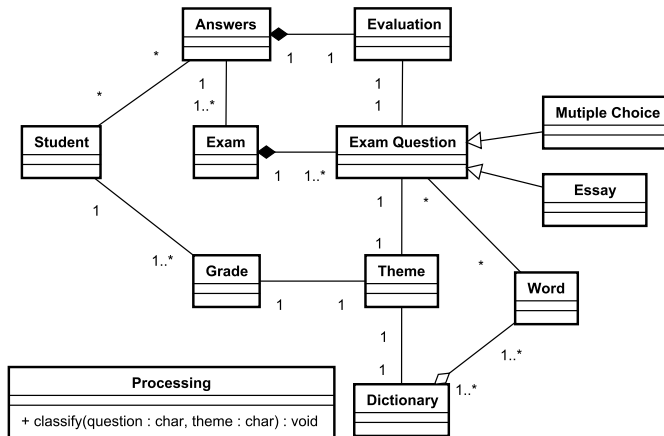 Answers
Evaluation
1
1
*
*
1
1..*
1
1
Mutiple Choice
Student
Exam
Exam Question
1
1..*
Essay
1
1..*
1
1
*
*
Grade
Theme
Word
1
1
1
1
1..*
1..*
Processing
+ classify(question : char, theme : char) : void
Dictionary